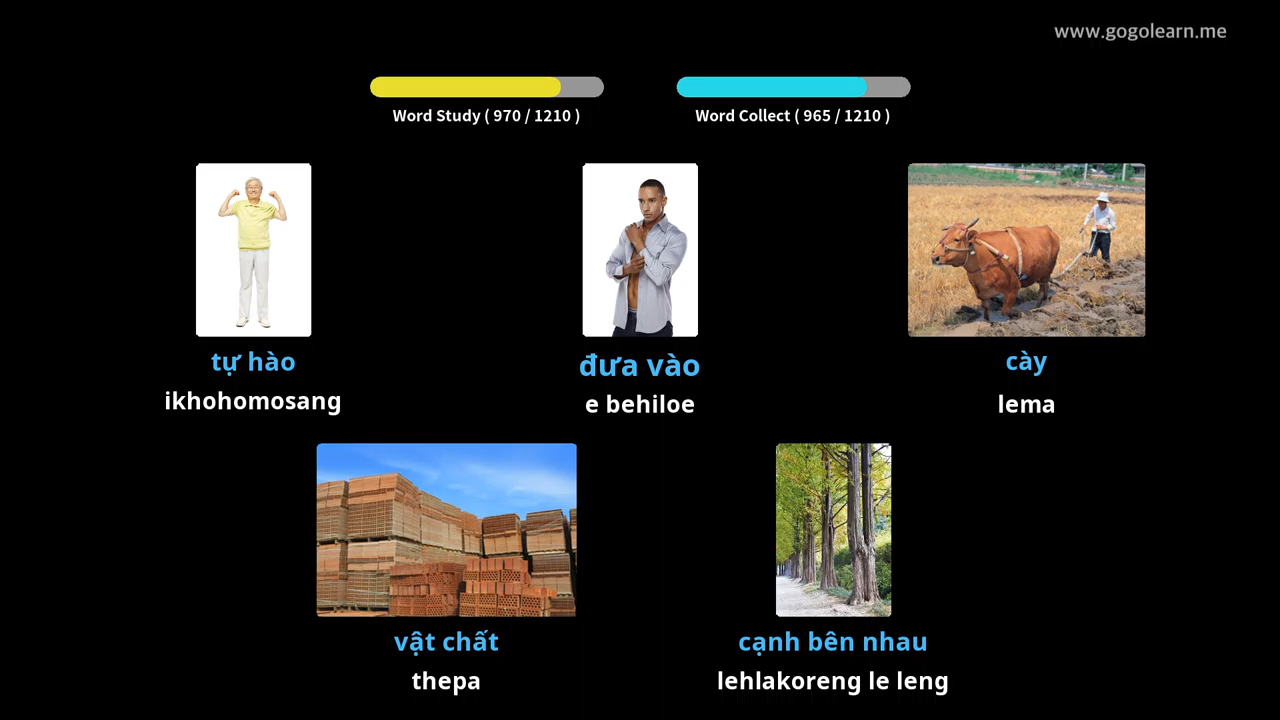 www.gogolearn.me
Word Study ( 970 / 1210 )
Word Collect ( 965 / 1210 )
tự hào
ikhohomosang
đưa vào
e behiloe
cày
lema
vật chất
thepa
cạnh bên nhau
lehlakoreng le leng